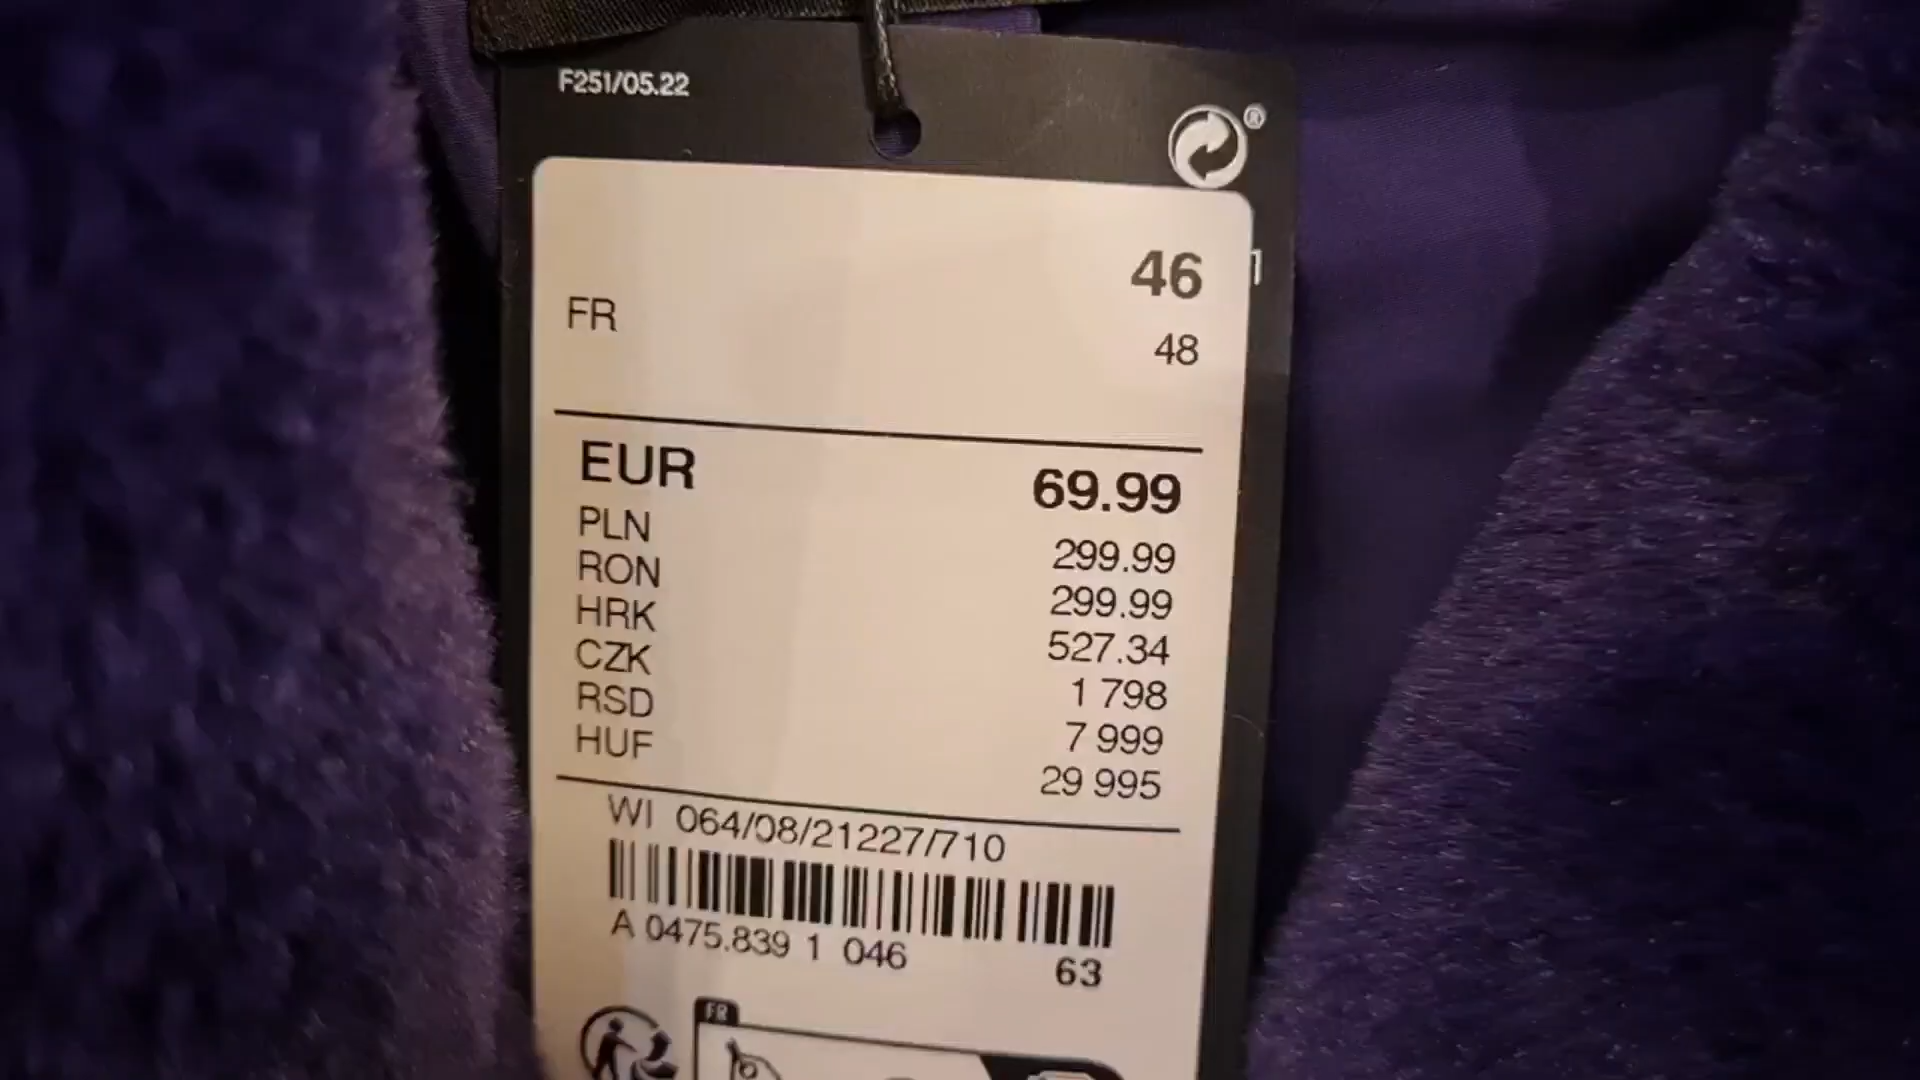 F251/05.22
®
46
FR 48
EUR 69.99
PLN 299.99
RON 299.99
HRK 527.34
CZK 1 798
RSD 7 999
HUF 29 995
WI 064/08/21227/710
A 0475.839 1 046 63
FR